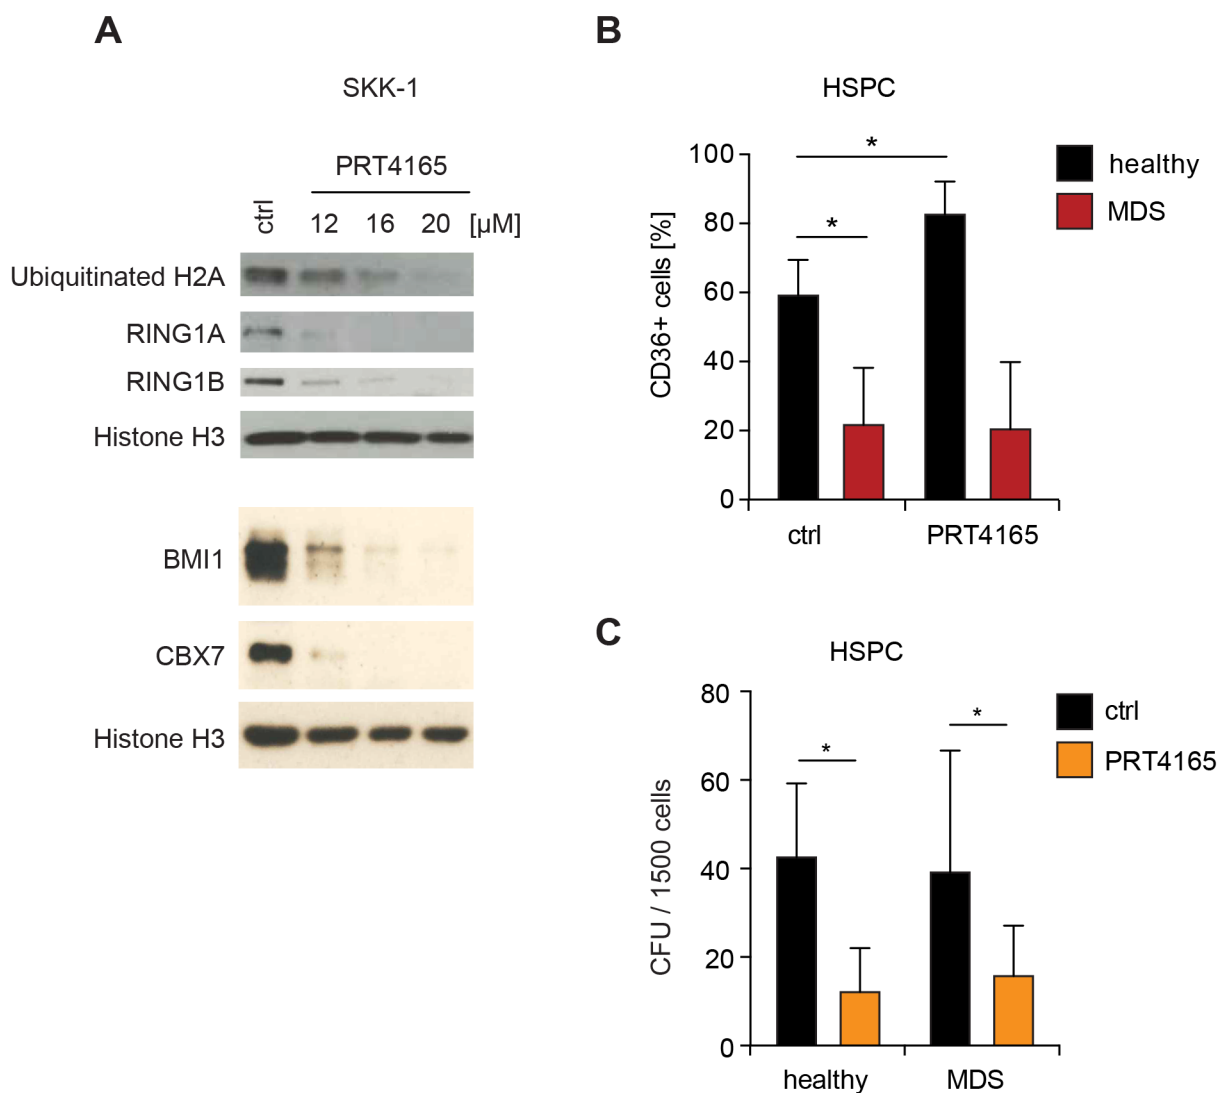 A
SKK-1
PRT4165
ctrl 12 16 20 [µM]
Ubiquitinated H2A
RING1A
RING1B
Histone H3
BMI1
CBX7
Histone H3
B
HSPC
*
*
healthy
MDS
CD36+ cells [%]
100
80
60
40
20
0
ctrl PRT4165
C
HSPC
*
*
ctrl
PRT4165
CFU / 1500 cells
80
60
40
20
0
healthy MDS